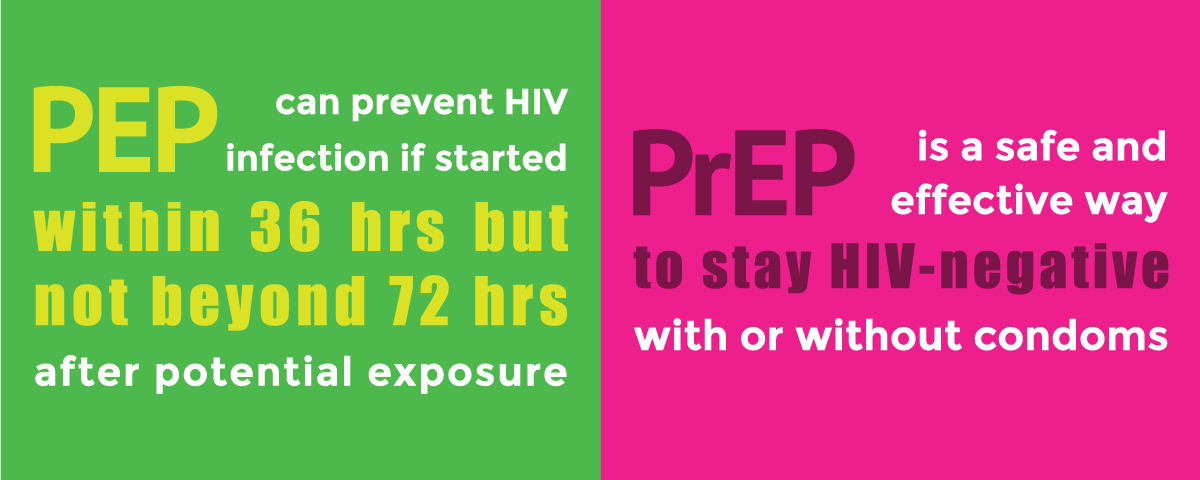 PEP can prevent HIV
infection if started
within 36 hrs but
not beyond 72 hrs
after potential exposure
PrEP is a safe and
effective way
to stay HIV-negative
with or without condoms